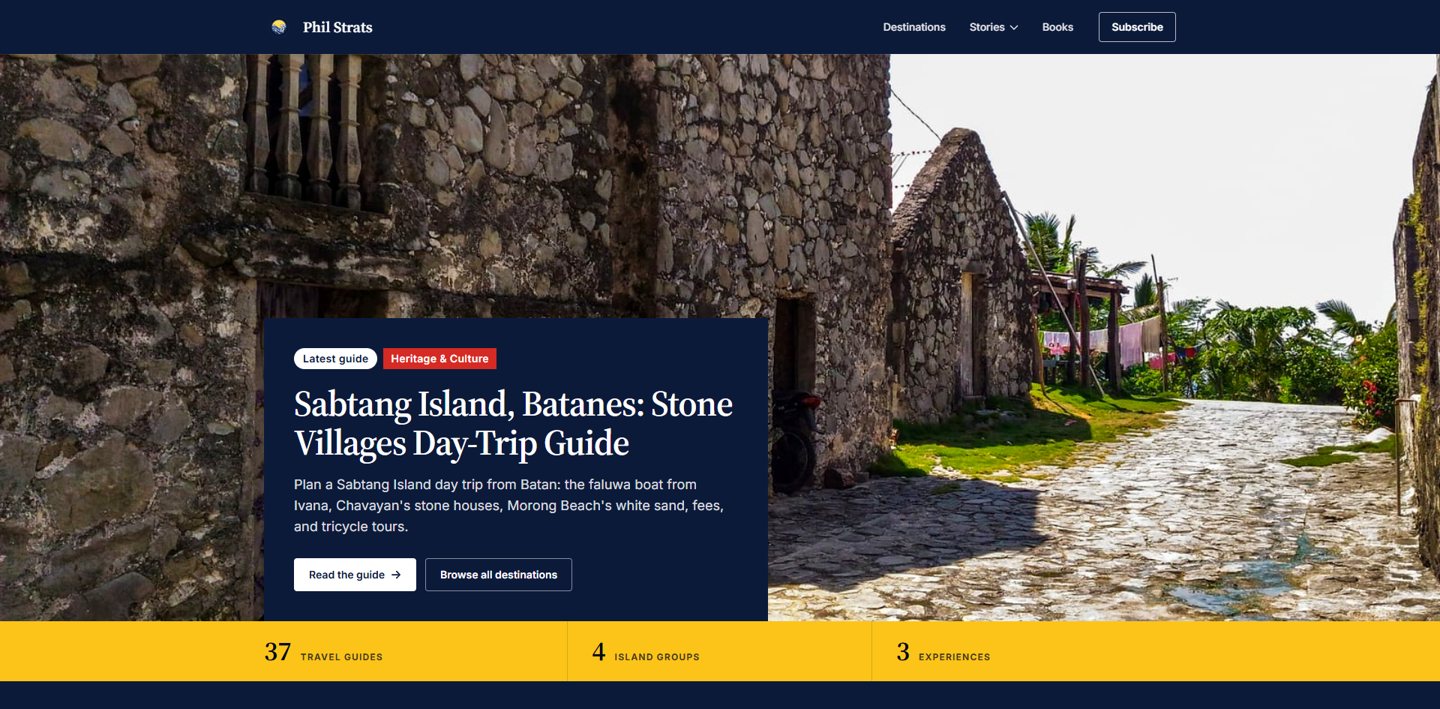 Phil Strats
Destinations
Stories
Books
Subscribe
Latest guide
Heritage & Culture
Sabtang Island, Batanes: Stone
Villages Day-Trip Guide
Plan a Sabtang Island day trip from Batan: the faluwa boat from
Ivana, Chavayan's stone houses, Morong Beach's white sand, fees,
and tricycle tours.
Read the guide →
Browse all destinations
37 TRAVEL GUIDES
4 ISLAND GROUPS
3 EXPERIENCES